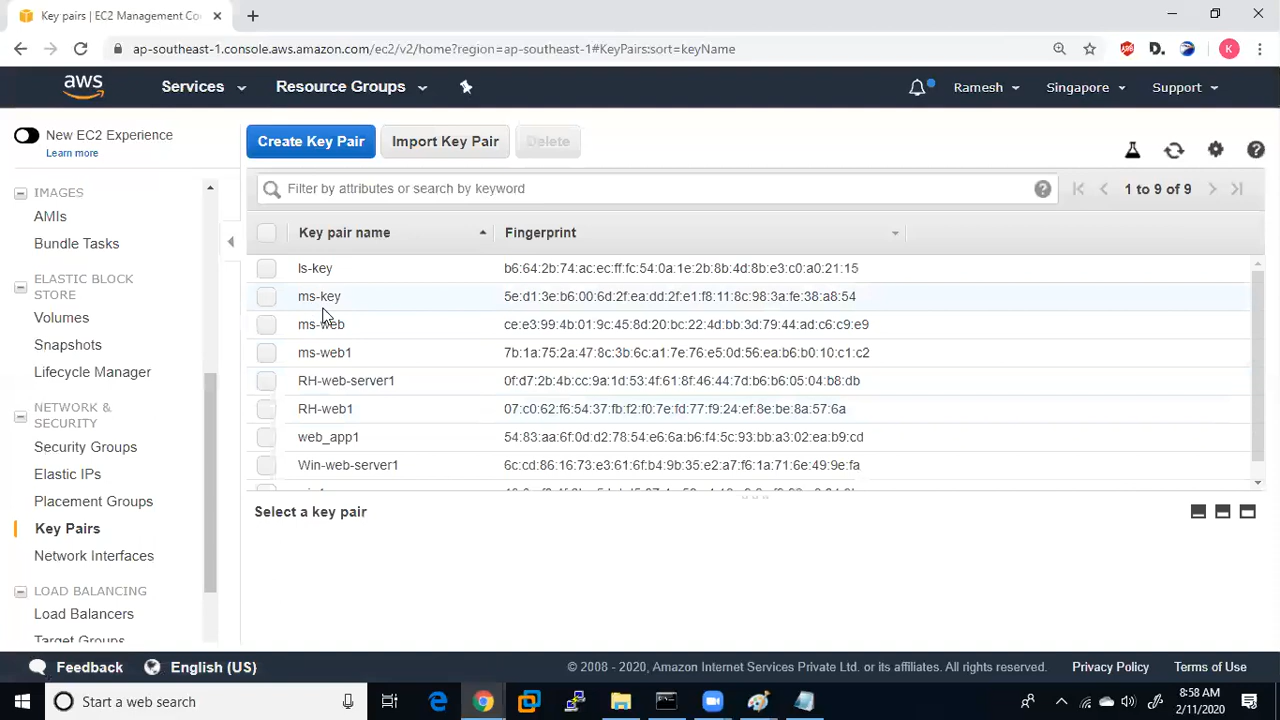 Key pairs | EC2 Management Co
ap-southeast-1.console.aws.amazon.com/ec2/v2/home?region=ap-southeast-1#KeyPairs:sort=keyName
ABP
D.
K
aws
Services
Resource Groups
Ramesh
Singapore
Support
New EC2 Experience
Learn more
Create Key Pair
Import Key Pair
Delete
Filter by attributes or search by keyword
1 to 9 of 9
Key pair name
Fingerprint
ls-key
b6:64:2b:74:ac:ec:ff:fc:54:0a:1e:2b:8b:4d:8b:e3:c0:a0:21:15
ms-key
5e:d1:3e:b6:00:6d:2f:ea:dd:2f:e1:f8:11:8c:98:3a:fe:38:a8:54
ms-web
ce:e3:99:4b:01:9c:45:8d:20:bc:22:4d:bb:3d:79:44:ad:c6:c9:e9
ms-web1
7b:1a:75:2a:47:8c:3b:6c:a1:7e:76:e5:0d:56:ea:b6:b0:10:c1:c2
RH-web-server1
0f:d7:2b:4b:cc:9a:1d:53:4f:61:8f:46:44:7d:b6:b6:05:04:b8:db
RH-web1
07:c0:62:f6:54:37:fb:f2:f0:7e:fd:77:f9:24:ef:8e:be:8a:57:6a
web_app1
54:83:aa:6f:0d:d2:78:54:e6:6a:b6:f4:5c:93:bb:a3:02:ea:b9:cd
Win-web-server1
6c:cd:86:16:73:e3:61:6f:b4:9b:35:e2:a7:f6:1a:71:6e:49:9e:fa
Select a key pair
IMAGES
AMIs
Bundle Tasks
ELASTIC BLOCK
STORE
Volumes
Snapshots
Lifecycle Manager
NETWORK &
SECURITY
Security Groups
Elastic IPs
Placement Groups
Key Pairs
Network Interfaces
LOAD BALANCING
Load Balancers
Target Groups
Feedback
English (US)
© 2008 - 2020, Amazon Internet Services Private Ltd. or its affiliates. All rights reserved.
Privacy Policy
Terms of Use
Start a web search
8:58 AM
2/11/2020